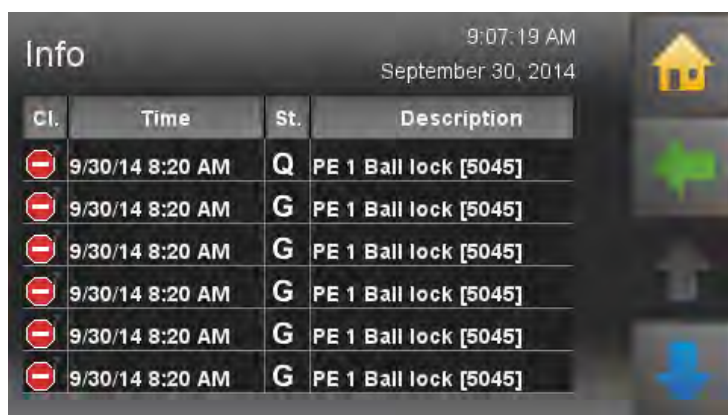 Info
9:07:19 AM
September 30, 2014
Cl. Time St. Description
9/30/14 8:20 AM Q PE 1 Ball lock [5045]
9/30/14 8:20 AM G PE 1 Ball lock [5045]
9/30/14 8:20 AM G PE 1 Ball lock [5045]
9/30/14 8:20 AM G PE 1 Ball lock [5045]
9/30/14 8:20 AM G PE 1 Ball lock [5045]
9/30/14 8:20 AM G PE 1 Ball lock [5045]